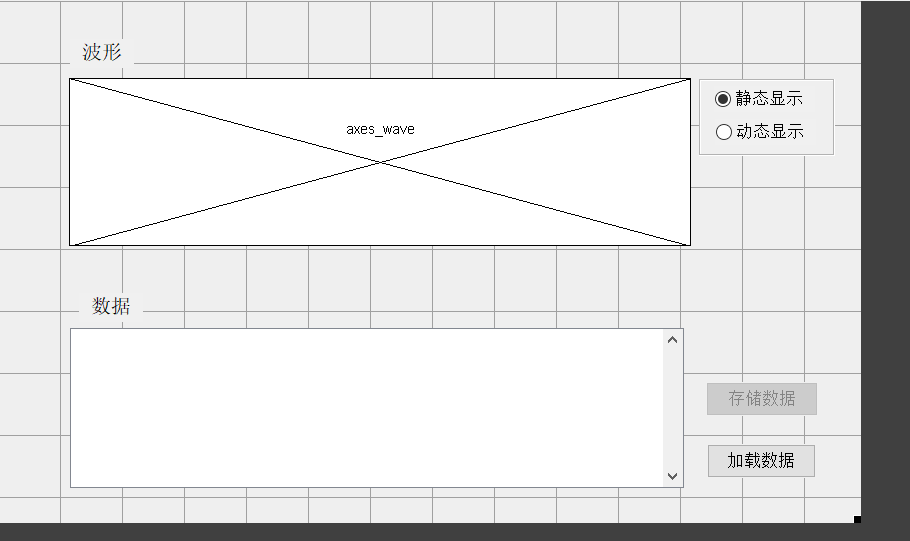 波形
axes_wave
静态显示
动态显示
数据
存储数据
加载数据